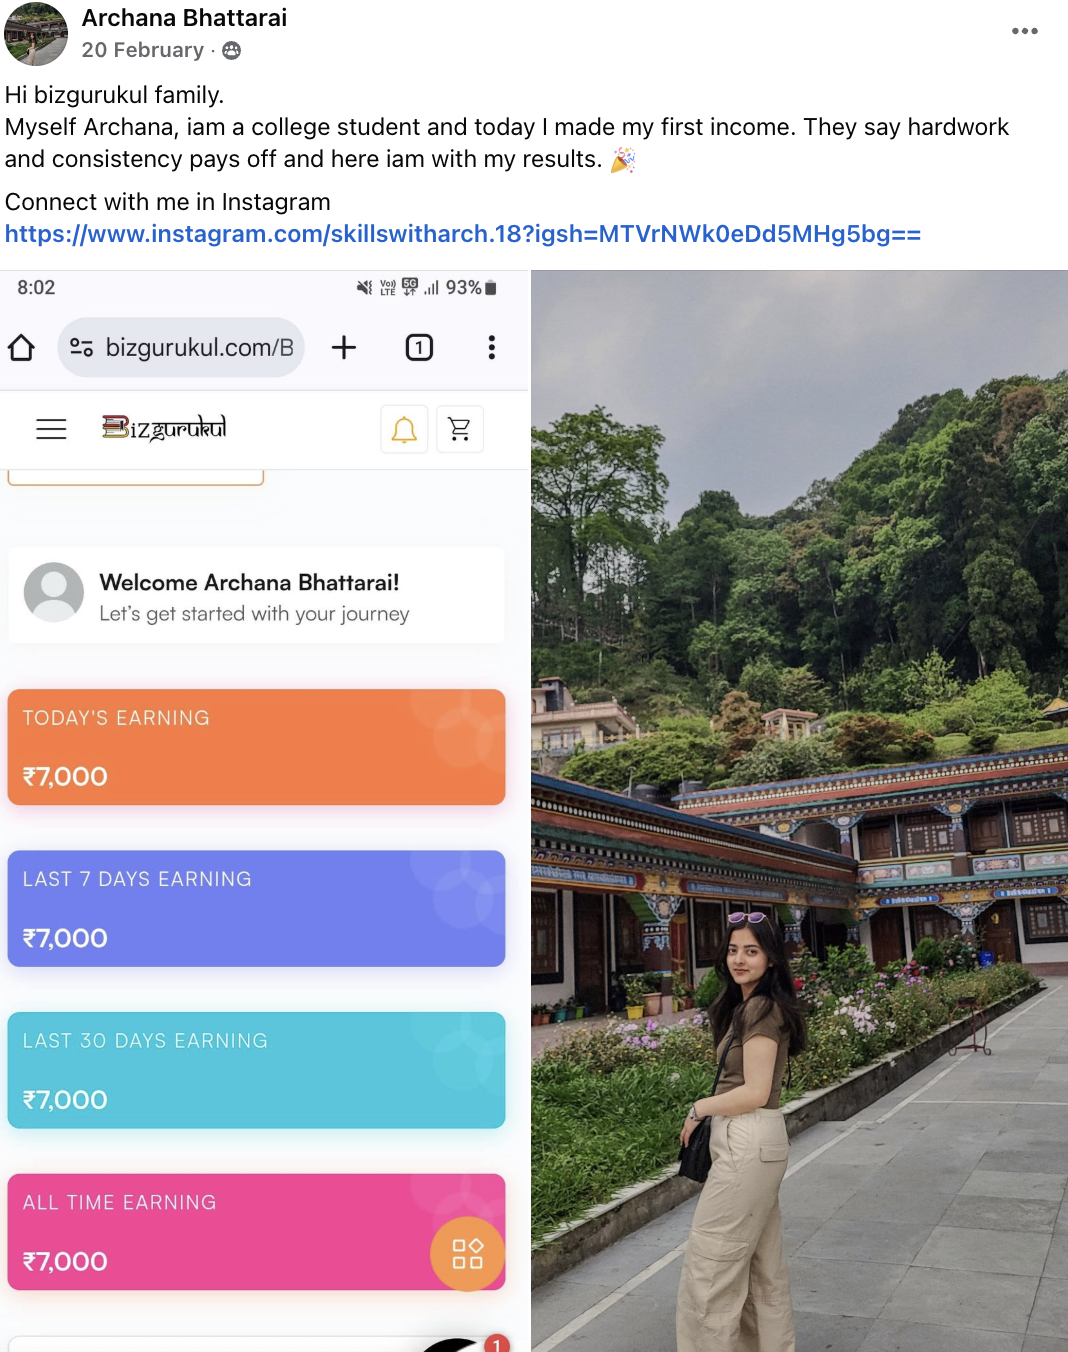 Archana Bhattarai
20 February ·
Hi bizgurukul family.
Myself Archana, iam a college student and today I made my first income. They say hardwork
and consistency pays off and here iam with my results. 🎉
Connect with me in Instagram
https://www.instagram.com/skillswitharch.18?igsh=MTVrNWk0eDd5MHg5bg==
8:02
Vo) LTE 5G 93%
bizgurukul.com/B
1
Bizgurukul
Welcome Archana Bhattarai!
Let's get started with your journey
TODAY'S EARNING
₹7,000
LAST 7 DAYS EARNING
₹7,000
LAST 30 DAYS EARNING
₹7,000
ALL TIME EARNING
₹7,000
1